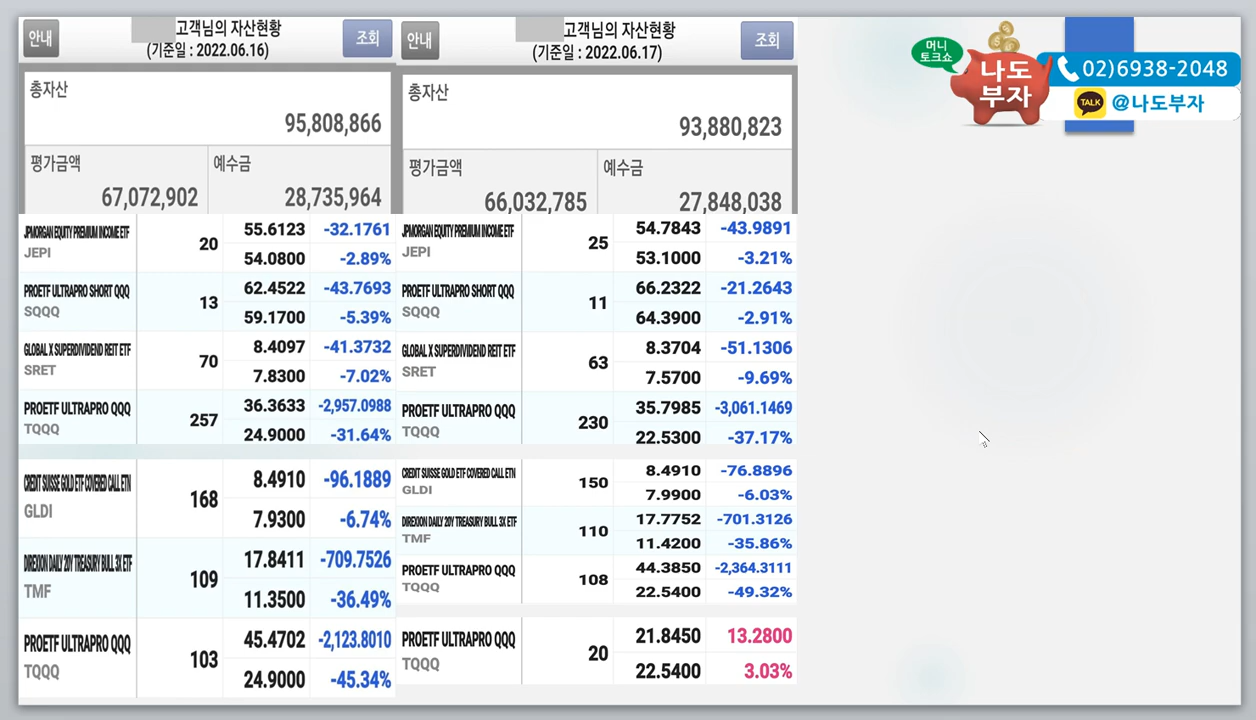 안내
고객님의 자산현황
(기준일 : 2022.06.16)
조회
총자산
95,808,866
평가금액
예수금
67,072,902
28,735,964
JPMORGAN EQUITY PREMIUM INCOME ETF
JEPI
20
55.6123
-32.1761
54.0800
-2.89%
PROETF ULTRAPRO SHORT QQQ
SQQQ
13
62.4522
-43.7693
59.1700
-5.39%
GLOBAL X SUPERDIVIDEND REIT ETF
SRET
70
8.4097
-41.3732
7.8300
-7.02%
PROETF ULTRAPRO QQQ
TQQQ
257
36.3633
-2,957.0988
24.9000
-31.64%
CREDIT SUISSE GOLD ETF COVERED CALL ETN
GLDI
168
8.4910
-96.1889
7.9300
-6.74%
DIREXION DAILY 20Y TREASURY BULL 3X ETF
TMF
109
17.8411
-709.7526
11.3500
-36.49%
PROETF ULTRAPRO QQQ
TQQQ
103
45.4702
-2,123.8010
24.9000
-45.34%
안내
고객님의 자산현황
(기준일 : 2022.06.17)
조회
총자산
93,880,823
평가금액
예수금
66,032,785
27,848,038
JPMORGAN EQUITY PREMIUM INCOME ETF
JEPI
25
54.7843
-43.9891
53.1000
-3.21%
PROETF ULTRAPRO SHORT QQQ
SQQQ
11
66.2322
-21.2643
64.3900
-2.91%
GLOBAL X SUPERDIVIDEND REIT ETF
SRET
63
8.3704
-51.1306
7.5700
-9.69%
PROETF ULTRAPRO QQQ
TQQQ
230
35.7985
-3,061.1469
22.5300
-37.17%
CREDIT SUISSE GOLD ETF COVERED CALL ETN
GLDI
150
8.4910
-76.8896
7.9900
-6.03%
DIREXION DAILY 20Y TREASURY BULL 3X ETF
TMF
110
17.7752
-701.3126
11.4200
-35.86%
PROETF ULTRAPRO QQQ
TQQQ
108
44.3850
-2,364.3111
22.5400
-49.32%
PROETF ULTRAPRO QQQ
TQQQ
20
21.8450
13.2800
22.5400
3.03%
머니
토크쇼
나도
부자
02)6938-2048
TALK
@나도부자